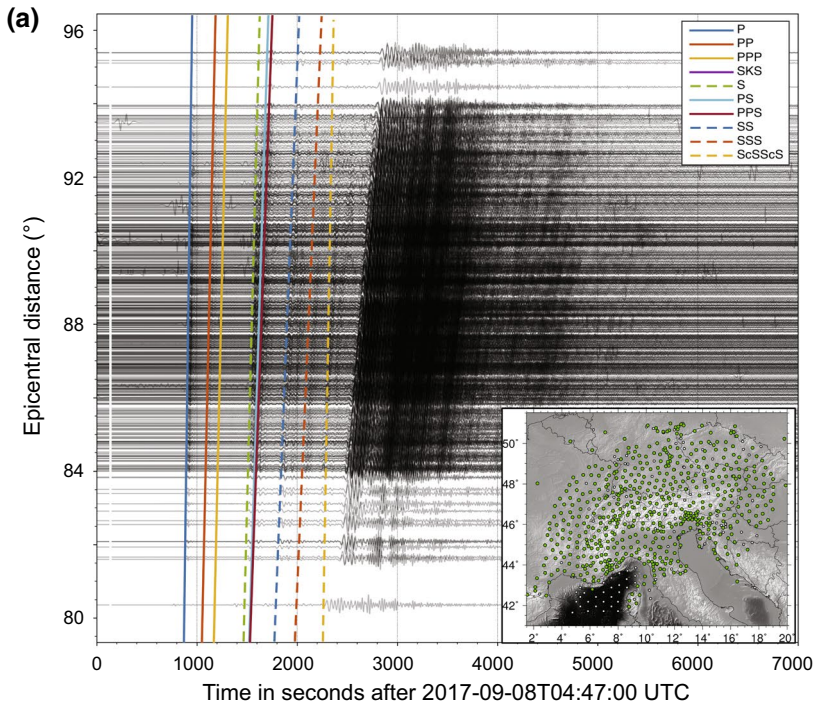 (a)
96
92
88
84
80
Epicentral distance (°)
P
PP
PPP
SKS
S
PS
PPS
SS
SSS
ScSScS
50˚
48˚
46˚
44˚
42˚
2˚ 4˚ 6˚ 8˚ 10˚ 12˚ 14˚ 16˚ 18˚ 20˚
0 1000 2000 3000 4000 5000 6000 7000
Time in seconds after 2017-09-08T04:47:00 UTC